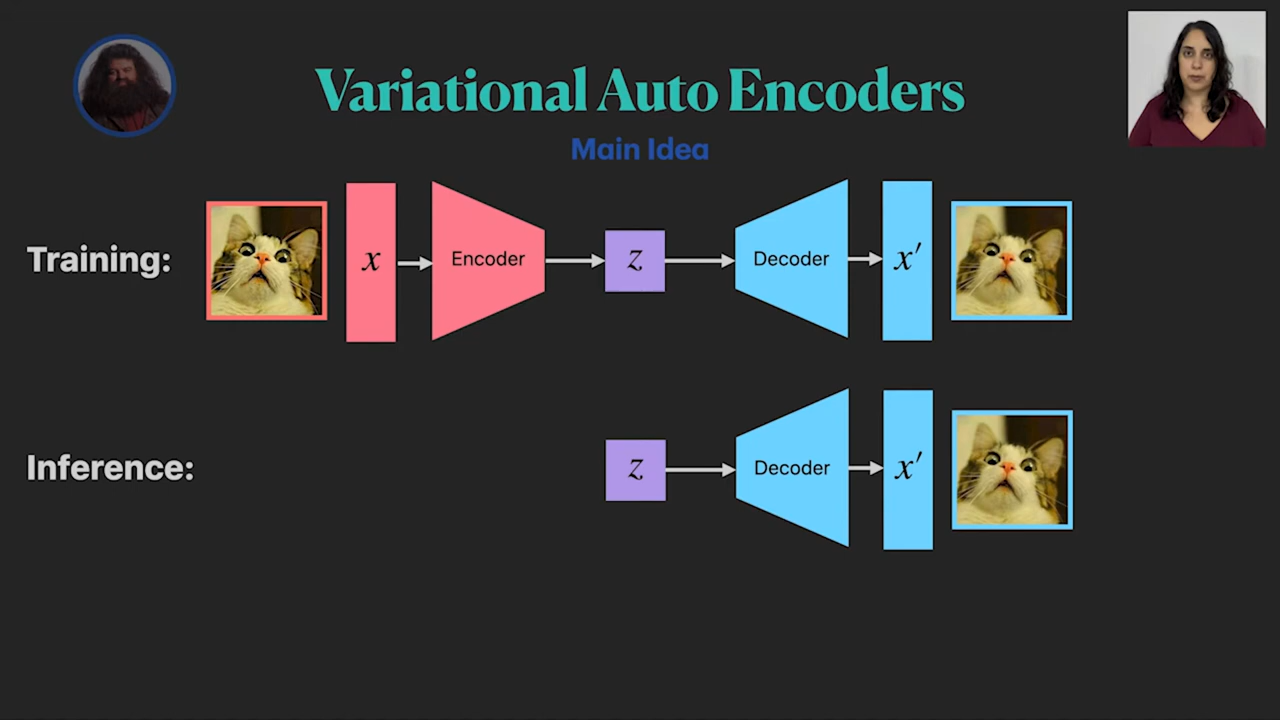 Variational Auto Encoders
Main Idea
Training:
x
Encoder
z
Decoder
x′
Inference:
z
Decoder
x′